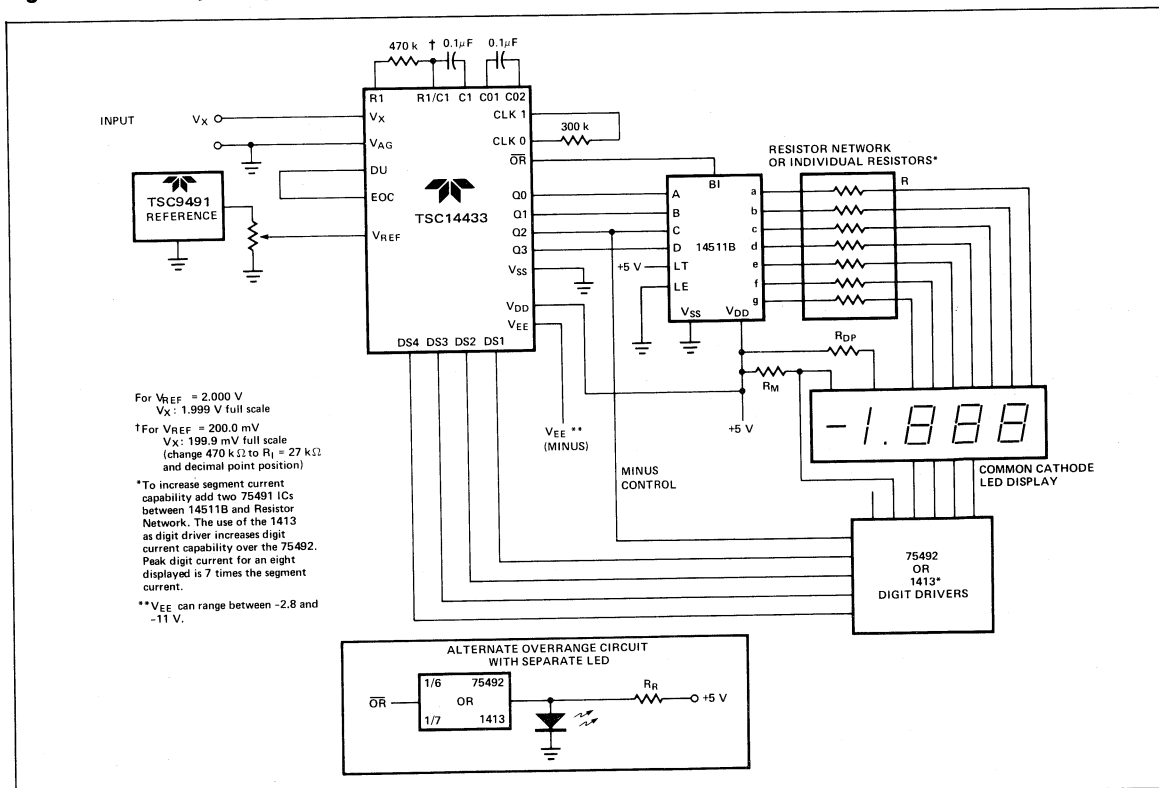 470 k
†
0.1μF
0.1μF
R1
R1/C1
C1
C01
C02
INPUT
VX
VX
VAG
DU
EOC
VREF
TSC9491
REFERENCE
TSC14433
CLK 1
CLK 0
300 k
OR
Q0
Q1
Q2
Q3
VSS
VDD
VEE
DS4
DS3
DS2
DS1
BI
A
B
C
D
14511B
+5 V
LT
LE
VSS
VDD
a
b
c
d
e
f
g
RESISTOR NETWORK
OR INDIVIDUAL RESISTORS*
R
RDP
RM
+5 V
VEE **
(MINUS)
MINUS
CONTROL
-1.888
COMMON CATHODE
LED DISPLAY
75492
OR
1413*
DIGIT DRIVERS
For VREF = 2.000 V
VX: 1.999 V full scale
†For VREF = 200.0 mV
VX: 199.9 mV full scale
(change 470 kΩ to RI = 27 kΩ
and decimal point position)
*To increase segment current
capability add two 75491 ICs
between 14511B and Resistor
Network. The use of the 1413
as digit driver increases digit
current capability over the 75492.
Peak digit current for an eight
displayed is 7 times the segment
current.
**VEE can range between -2.8 and
-11 V.
ALTERNATE OVERRANGE CIRCUIT
WITH SEPARATE LED
OR
1/6 75492
OR
1/7 1413
RR
+5 V